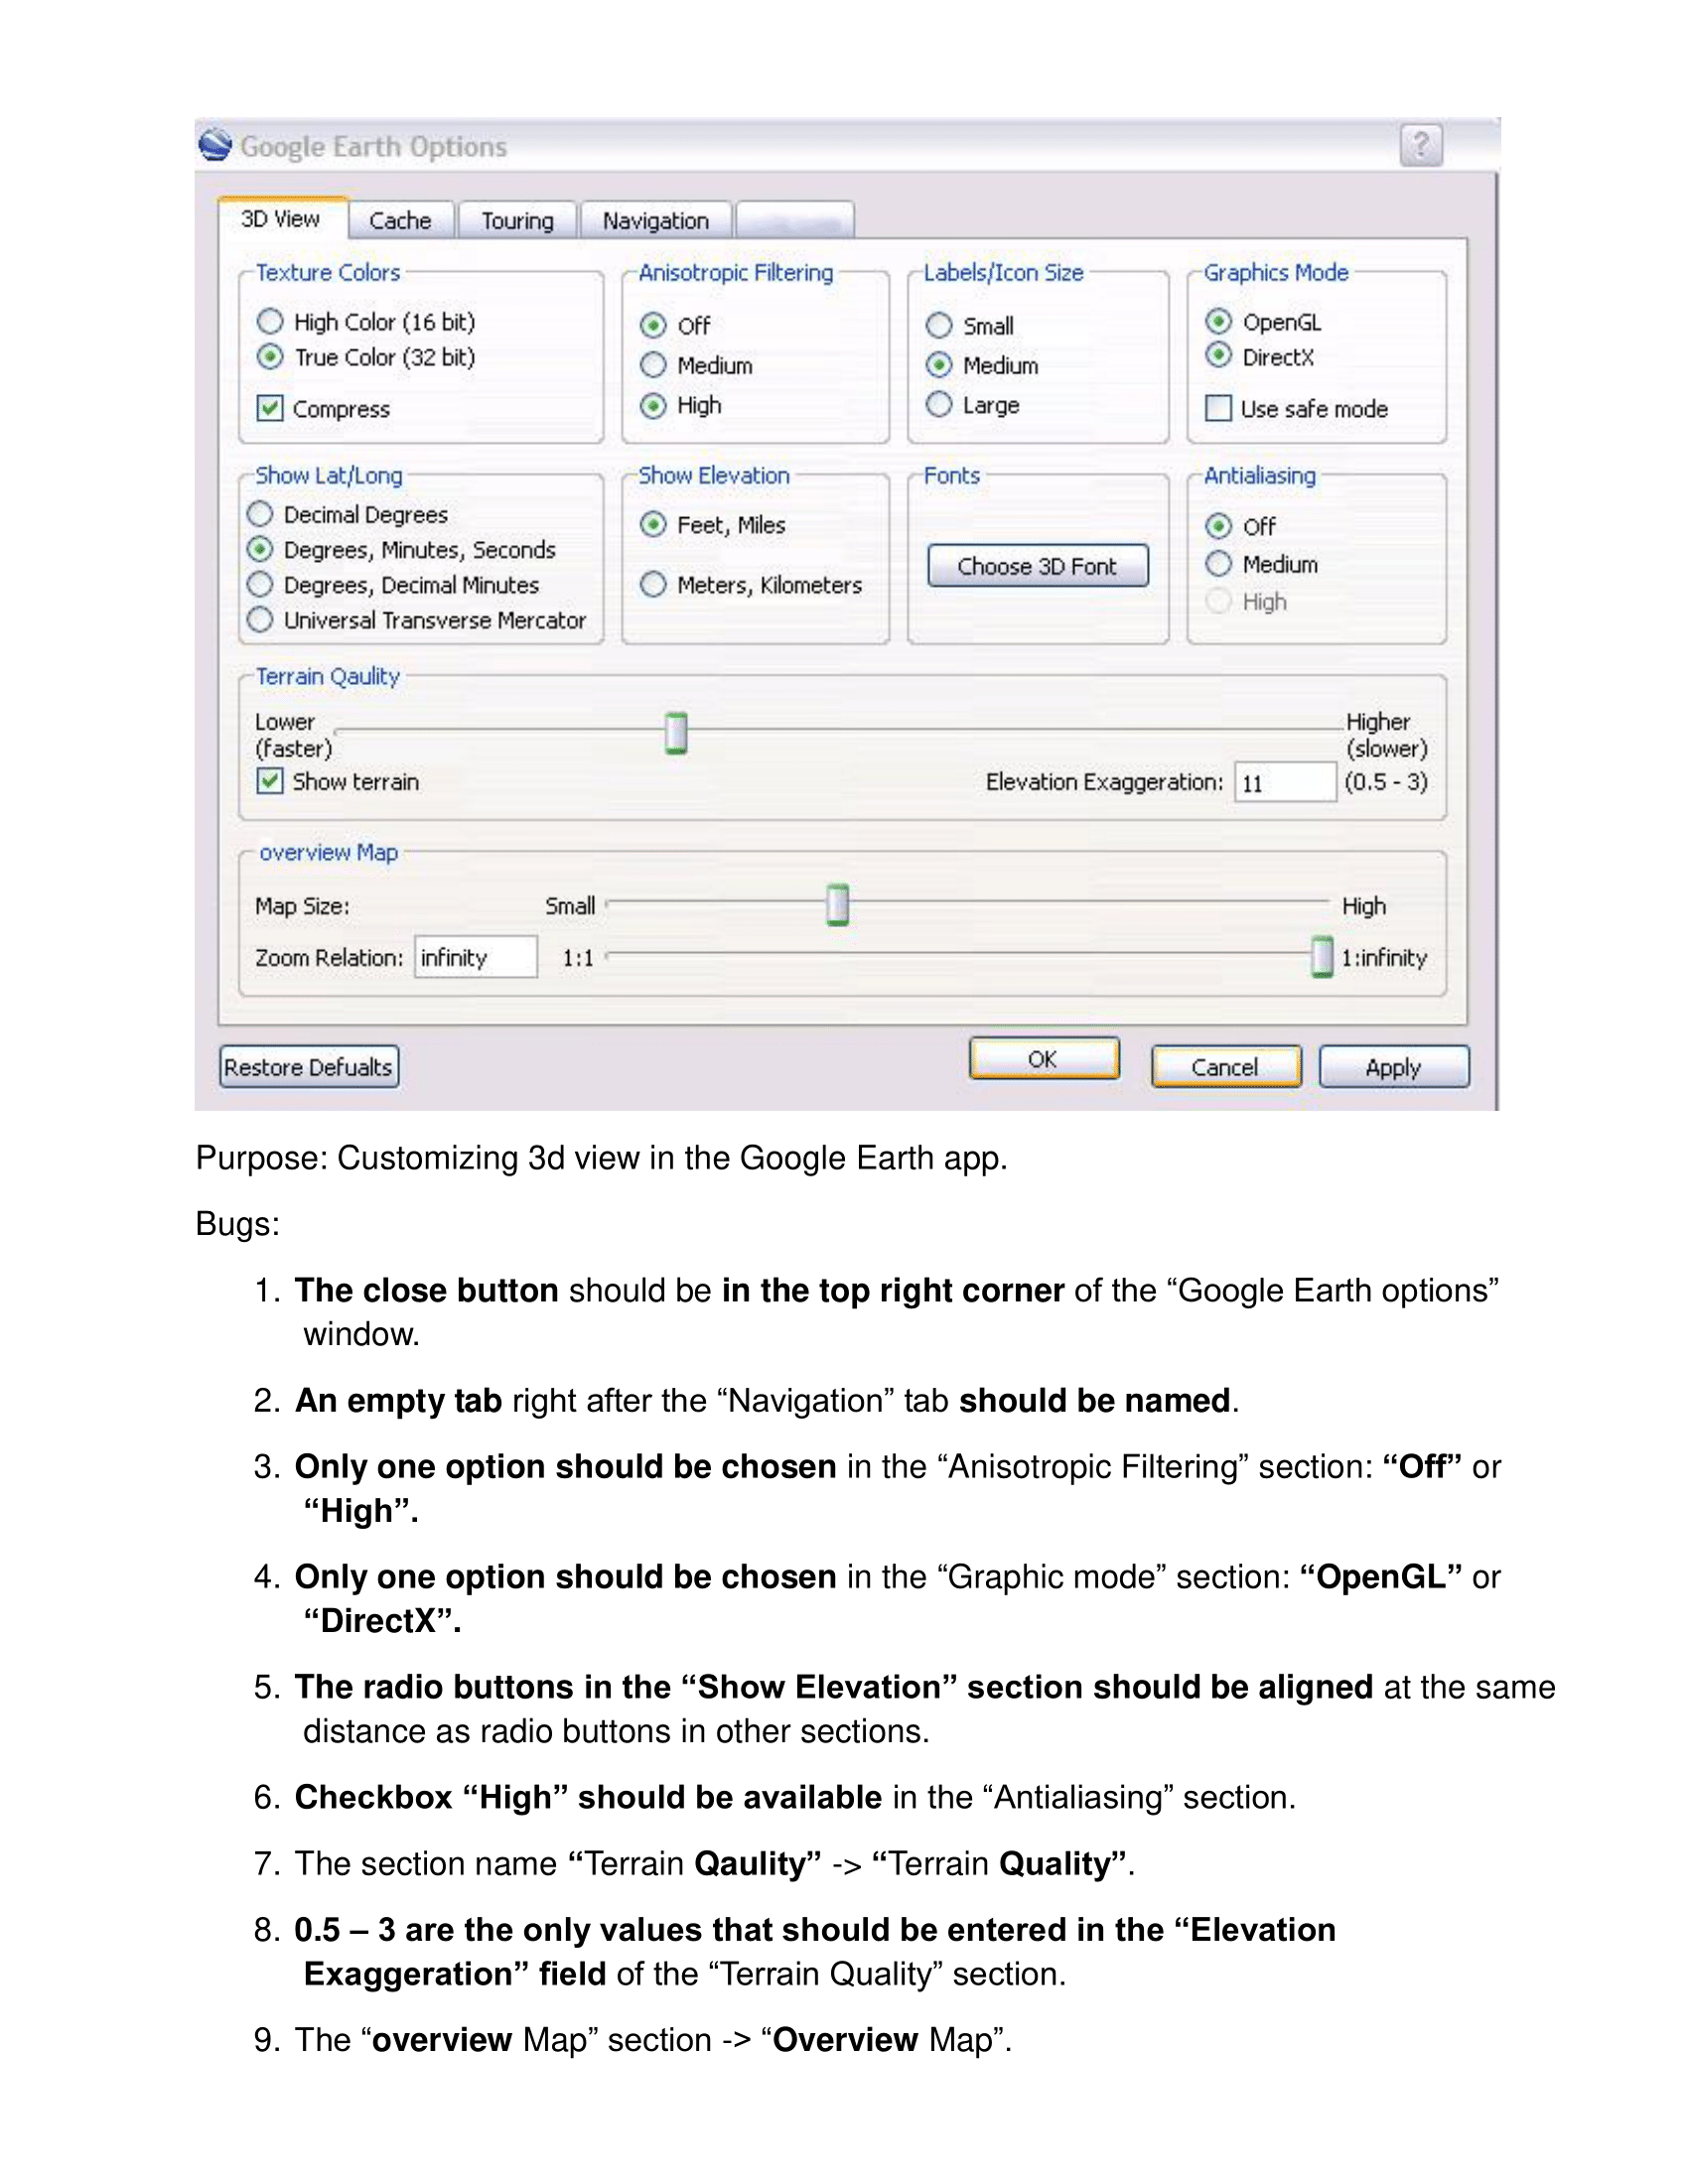 Google Earth Options ?
3D View Cache Touring Navigation
Texture Colors
High Color (16 bit)
True Color (32 bit)
Compress
Anisotropic Filtering
Off
Medium
High
Labels/Icon Size
Small
Medium
Large
Graphics Mode
OpenGL
DirectX
Use safe mode
Show Lat/Long
Decimal Degrees
Degrees, Minutes, Seconds
Degrees, Decimal Minutes
Universal Transverse Mercator
Show Elevation
Feet, Miles
Meters, Kilometers
Fonts
Choose 3D Font
Antialiasing
Off
Medium
High
Terrain Qaulity
Lower
(faster)
Higher
(slower)
Show terrain
Elevation Exaggeration: 11 (0.5 - 3)
overview Map
Map Size: Small High
Zoom Relation: infinity 1:1 1:infinity
Restore Defualts OK Cancel Apply
Purpose: Customizing 3d view in the Google Earth app.
Bugs:
1. The close button should be in the top right corner of the “Google Earth options”
window.
2. An empty tab right after the “Navigation” tab should be named.
3. Only one option should be chosen in the “Anisotropic Filtering” section: “Off” or
“High”.
4. Only one option should be chosen in the “Graphic mode” section: “OpenGL” or
“DirectX”.
5. The radio buttons in the “Show Elevation” section should be aligned at the same
distance as radio buttons in other sections.
6. Checkbox “High” should be available in the “Antialiasing” section.
7. The section name “Terrain Qaulity” -> “Terrain Quality”.
8. 0.5 – 3 are the only values that should be entered in the “Elevation
Exaggeration” field of the “Terrain Quality” section.
9. The “overview Map” section -> “Overview Map”.